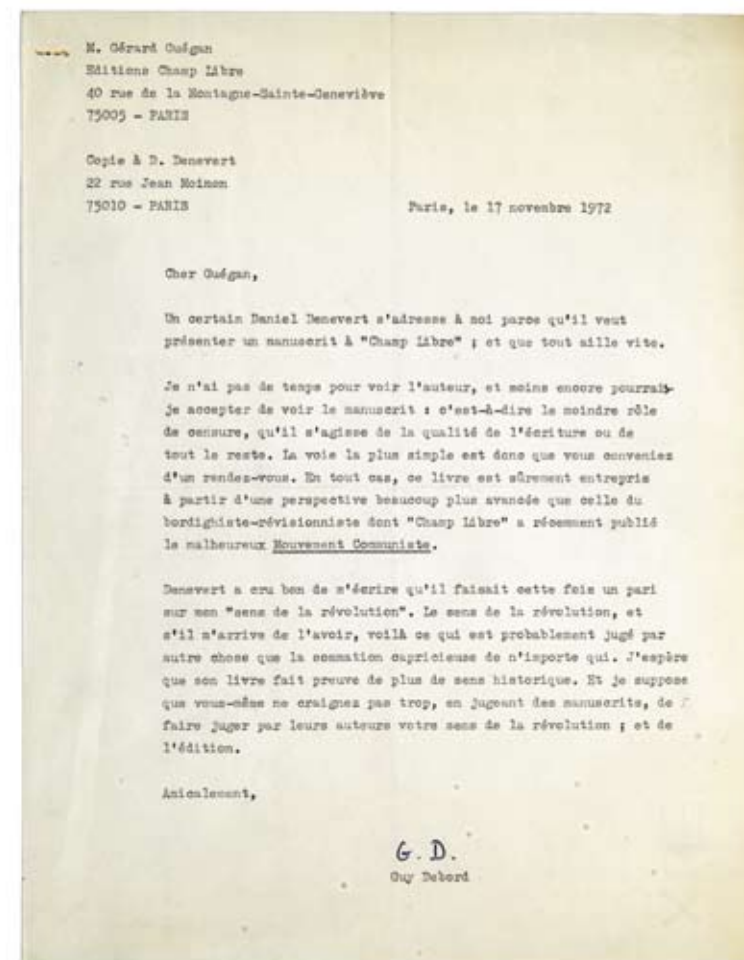 M. Gérard Guégan
Editions Champ Libre
40 rue de la Montagne-Sainte-Geneviève
75005 - PARIS
Copie à D. Denevert
22 rue Jean Moinon
75010 - PARIS
Paris, le 17 novembre 1972
Cher Guégan,
Un certain Daniel Denevert s'adresse à moi parce qu'il veut
présenter un manuscrit à "Champ Libre" ; et que tout aille vite.
Je n'ai pas de temps pour voir l'auteur, et moins encore pourrais-
je accepter de voir le manuscrit : c'est-à-dire le moindre rôle
de censure, qu'il s'agisse de la qualité de l'écriture ou de
tout le reste. La voie la plus simple est donc que vous conveniez
d'un rendez-vous. En tout cas, ce livre est sûrement entrepris
à partir d'une perspective beaucoup plus avancée que celle du
bordighiste-révisionniste dont "Champ Libre" a récemment publié
le malheureux Mouvement Communiste.
Denevert a cru bon de m'écrire qu'il faisait cette fois un pari
sur mon "sens de la révolution". Le sens de la révolution, et
s'il m'arrive de l'avoir, voilà ce qui est probablement jugé par
autre chose que la sommation capricieuse de n'importe qui. J'espère
que son livre fait preuve de plus de sens historique. Et je suppose
que vous-même ne craignez pas trop, en jugeant des manuscrits, de
faire juger par leurs auteurs votre sens de la révolution ; et de
l'édition.
Amicalement,
G. D.
Guy Debord